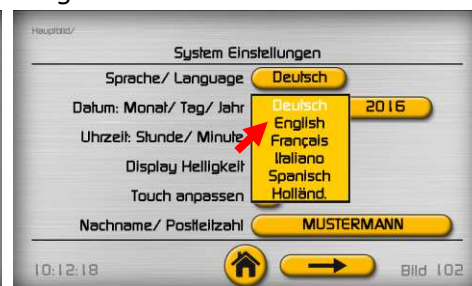 Hauptbild/
System Einstellungen
Sprache/ Language Deutsch
Datum: Monat/ Tag/ Jahr 2016
Deutsch
English
Français
Italiano
Spanisch
Holländ.
Uhrzeit: Stunde/ Minute
Display Helligkeit
Touch anpassen
Nachname/ Postleitzahl MUSTERMANN
10:12:18 Bild 102